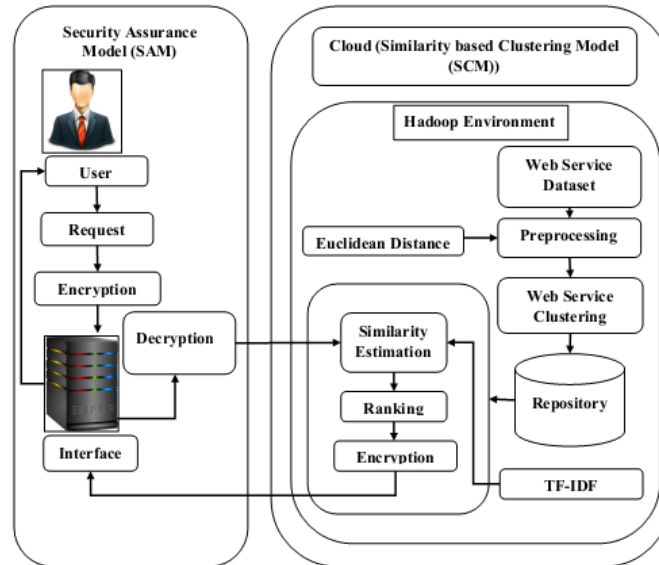 Security Assurance
Model (SAM)
User
Request
Encryption
Decryption
Interface
Cloud (Similarity based Clustering Model
(SCM))
Hadoop Environment
Web Service
Dataset
Euclidean Distance
Preprocessing
Web Service
Clustering
Similarity
Estimation
Ranking
Encryption
Repository
TF-IDF